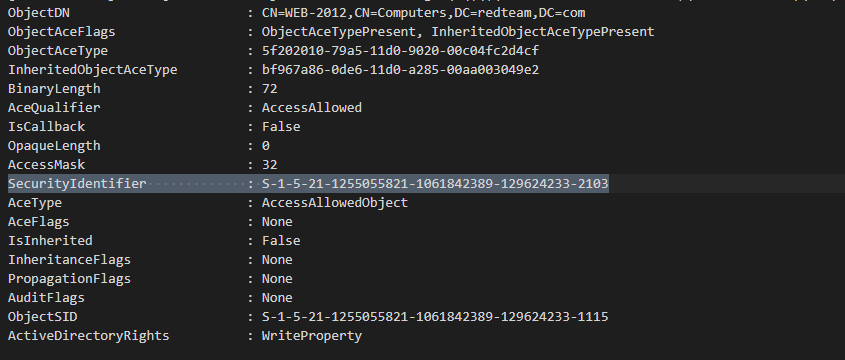 ObjectDN : CN=WEB-2012,CN=Computers,DC=redteam,DC=com
ObjectAceFlags : ObjectAceTypePresent, InheritedObjectAceTypePresent
ObjectAceType : 5f202010-79a5-11d0-9020-00c04fc2d4cf
InheritedObjectAceType : bf967a86-0de6-11d0-a285-00aa003049e2
BinaryLength : 72
AceQualifier : AccessAllowed
IsCallback : False
OpaqueLength : 0
AccessMask : 32
SecurityIdentifier : S-1-5-21-1255055821-1061842389-129624233-2103
AceType : AccessAllowedObject
AceFlags : None
IsInherited : False
InheritanceFlags : None
PropagationFlags : None
AuditFlags : None
ObjectSID : S-1-5-21-1255055821-1061842389-129624233-1115
ActiveDirectoryRights : WriteProperty